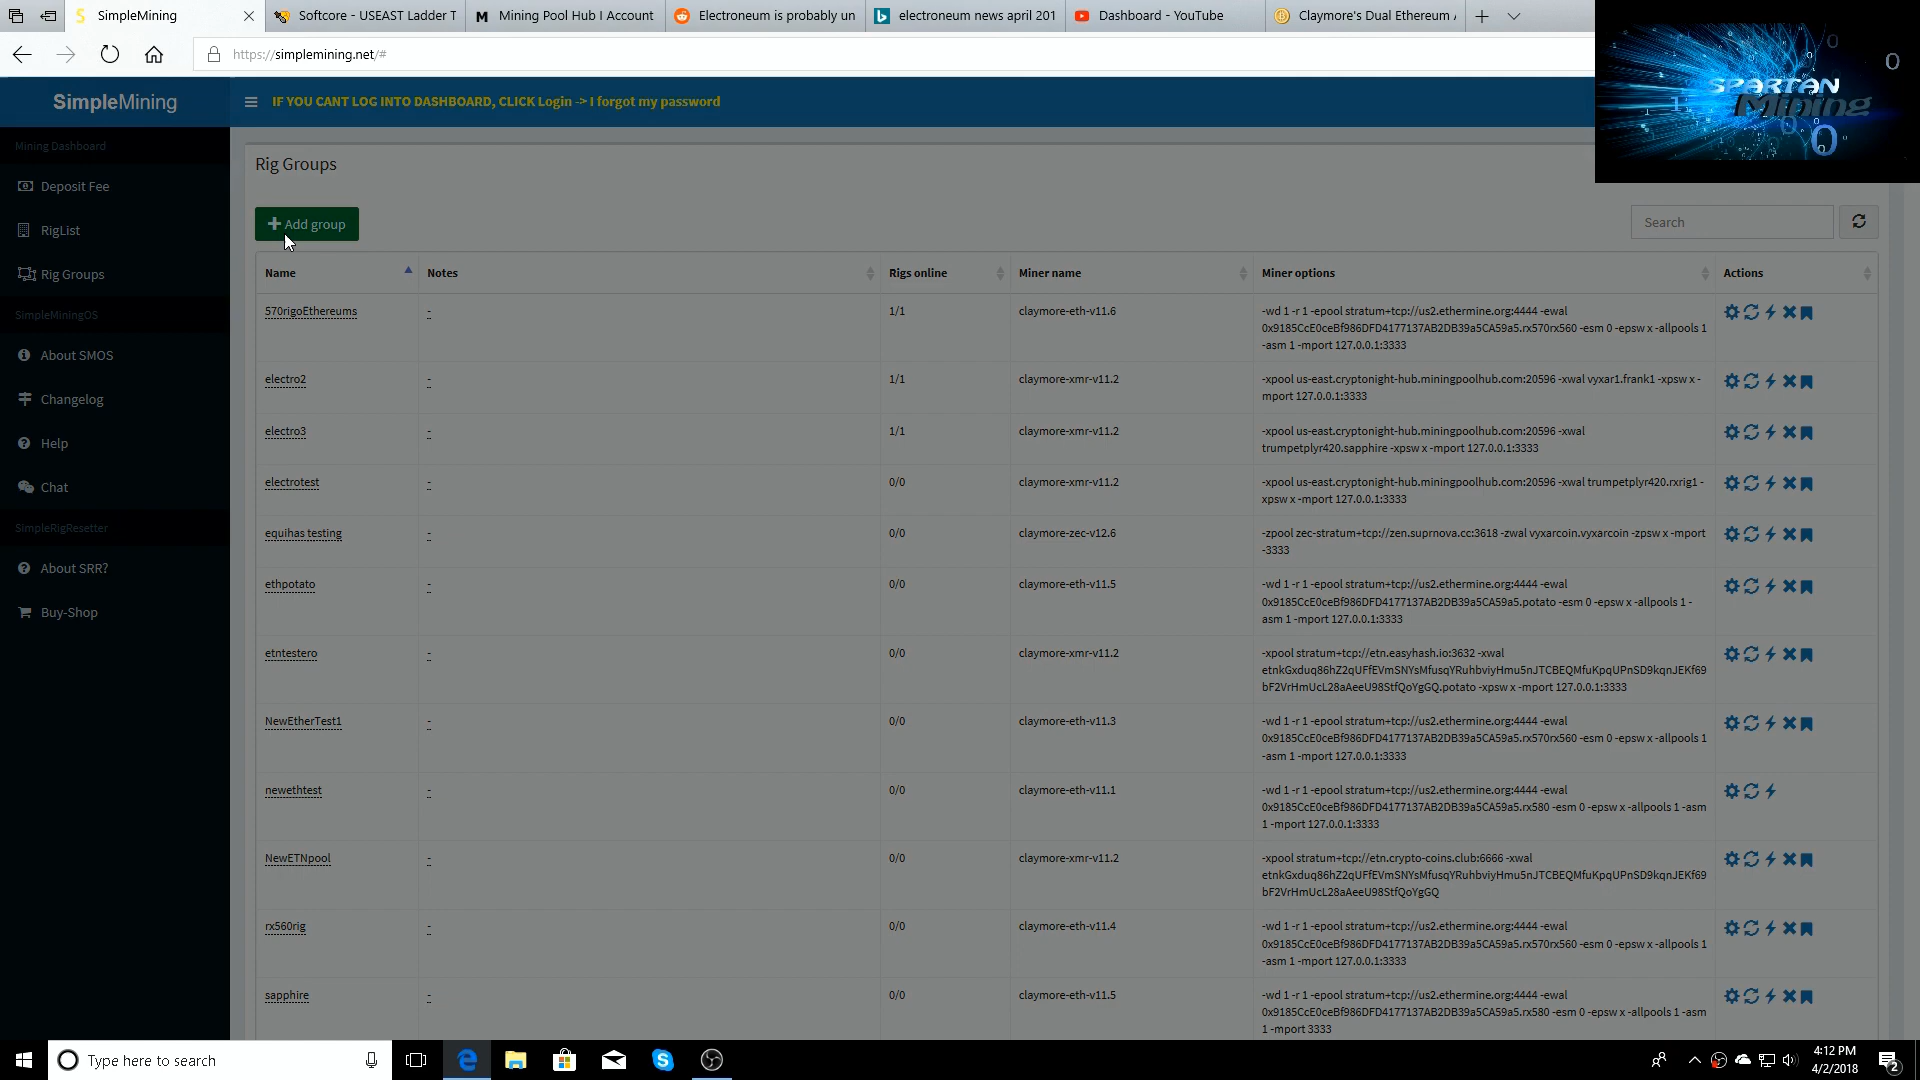 SimpleMining
Softcore - USEAST Ladder T
Mining Pool Hub I Account
Electroneum is probably un
electroneum news april 201
Dashboard - YouTube
Claymore's Dual Ethereum
https://simplemining.net/#
SPARTAN
Mining
SimpleMining
IF YOU CANT LOG INTO DASHBOARD, CLICK Login -> I forgot my password
Mining Dashboard
Deposit Fee
RigList
Rig Groups
SimpleMiningOS
About SMOS
Changelog
Help
Chat
SimpleRigResetter
About SRR?
Buy-Shop
Rig Groups
Add group
Search
Name Notes Rigs online Miner name Miner options Actions
570rigoEthereums - 1/1 claymore-eth-v11.6 -wd 1 -r 1 -epool stratum+tcp://us2.ethermine.org:4444 -ewal
0x9185CcE0ceBf986DFD4177137AB2DB39a5CA59a5.rx570rx560 -esm 0 -epsw x -allpools 1
-asm 1 -mport 127.0.0.1:3333
electro2 - 1/1 claymore-xmr-v11.2 -xpool us-east.cryptonight-hub.miningpoolhub.com:20596 -xwal vyxar1.frank1 -xpsw x -
mport 127.0.0.1:3333
electro3 - 1/1 claymore-xmr-v11.2 -xpool us-east.cryptonight-hub.miningpoolhub.com:20596 -xwal
trumpetplyr420.sapphire -xpsw x -mport 127.0.0.1:3333
electrotest - 0/0 claymore-xmr-v11.2 -xpool us-east.cryptonight-hub.miningpoolhub.com:20596 -xwal trumpetplyr420.rxrig1 -
xpsw x -mport 127.0.0.1:3333
equihas testing - 0/0 claymore-zec-v12.6 -zpool zec-stratum+tcp://zen.suprnova.cc:3618 -zwal vyxarcoin.vyxarcoin -zpsw x -mport
-3333
ethpotato - 0/0 claymore-eth-v11.5 -wd 1 -r 1 -epool stratum+tcp://us2.ethermine.org:4444 -ewal
0x9185CcE0ceBf986DFD4177137AB2DB39a5CA59a5.potato -esm 0 -epsw x -allpools 1 -
asm 1 -mport 127.0.0.1:3333
etntestero - 0/0 claymore-xmr-v11.2 -xpool stratum+tcp://etn.easyhash.io:3632 -xwal
etnkGxduq86hZ2qUFfEVmSNYsMfusqYRuhbviyHmu5nJTCBEQMfuKpqUPnSD9kqnJEKf69
bF2VrHmUcL28aAeeU98StfQoYgGQ.potato -xpsw x -mport 127.0.0.1:3333
NewEtherTest1 - 0/0 claymore-eth-v11.3 -wd 1 -r 1 -epool stratum+tcp://us2.ethermine.org:4444 -ewal
0x9185CcE0ceBf986DFD4177137AB2DB39a5CA59a5.rx570rx560 -esm 0 -epsw x -allpools 1
-asm 1 -mport 127.0.0.1:3333
newethtest - 0/0 claymore-eth-v11.1 -wd 1 -r 1 -epool stratum+tcp://us2.ethermine.org:4444 -ewal
0x9185CcE0ceBf986DFD4177137AB2DB39a5CA59a5.rx580 -esm 0 -epsw x -allpools 1 -asm
1 -mport 127.0.0.1:3333
NewETNpool - 0/0 claymore-xmr-v11.2 -xpool stratum+tcp://etn.crypto-coins.club:6666 -xwal
etnkGxduq86hZ2qUFfEVmSNYsMfusqYRuhbviyHmu5nJTCBEQMfuKpqUPnSD9kqnJEKf69
bF2VrHmUcL28aAeeU98StfQoYgGQ
rx560rig - 0/0 claymore-eth-v11.4 -wd 1 -r 1 -epool stratum+tcp://us2.ethermine.org:4444 -ewal
0x9185CcE0ceBf986DFD4177137AB2DB39a5CA59a5.rx570rx560 -esm 0 -epsw x -allpools 1
-asm 1 -mport 127.0.0.1:3333
sapphire - 0/0 claymore-eth-v11.5 -wd 1 -r 1 -epool stratum+tcp://us2.ethermine.org:4444 -ewal
0x9185CcE0ceBf986DFD4177137AB2DB39a5CA59a5.rx580 -esm 0 -epsw x -allpools 1 -asm
1 -mport 3333
Type here to search
4:12 PM
4/2/2018
2